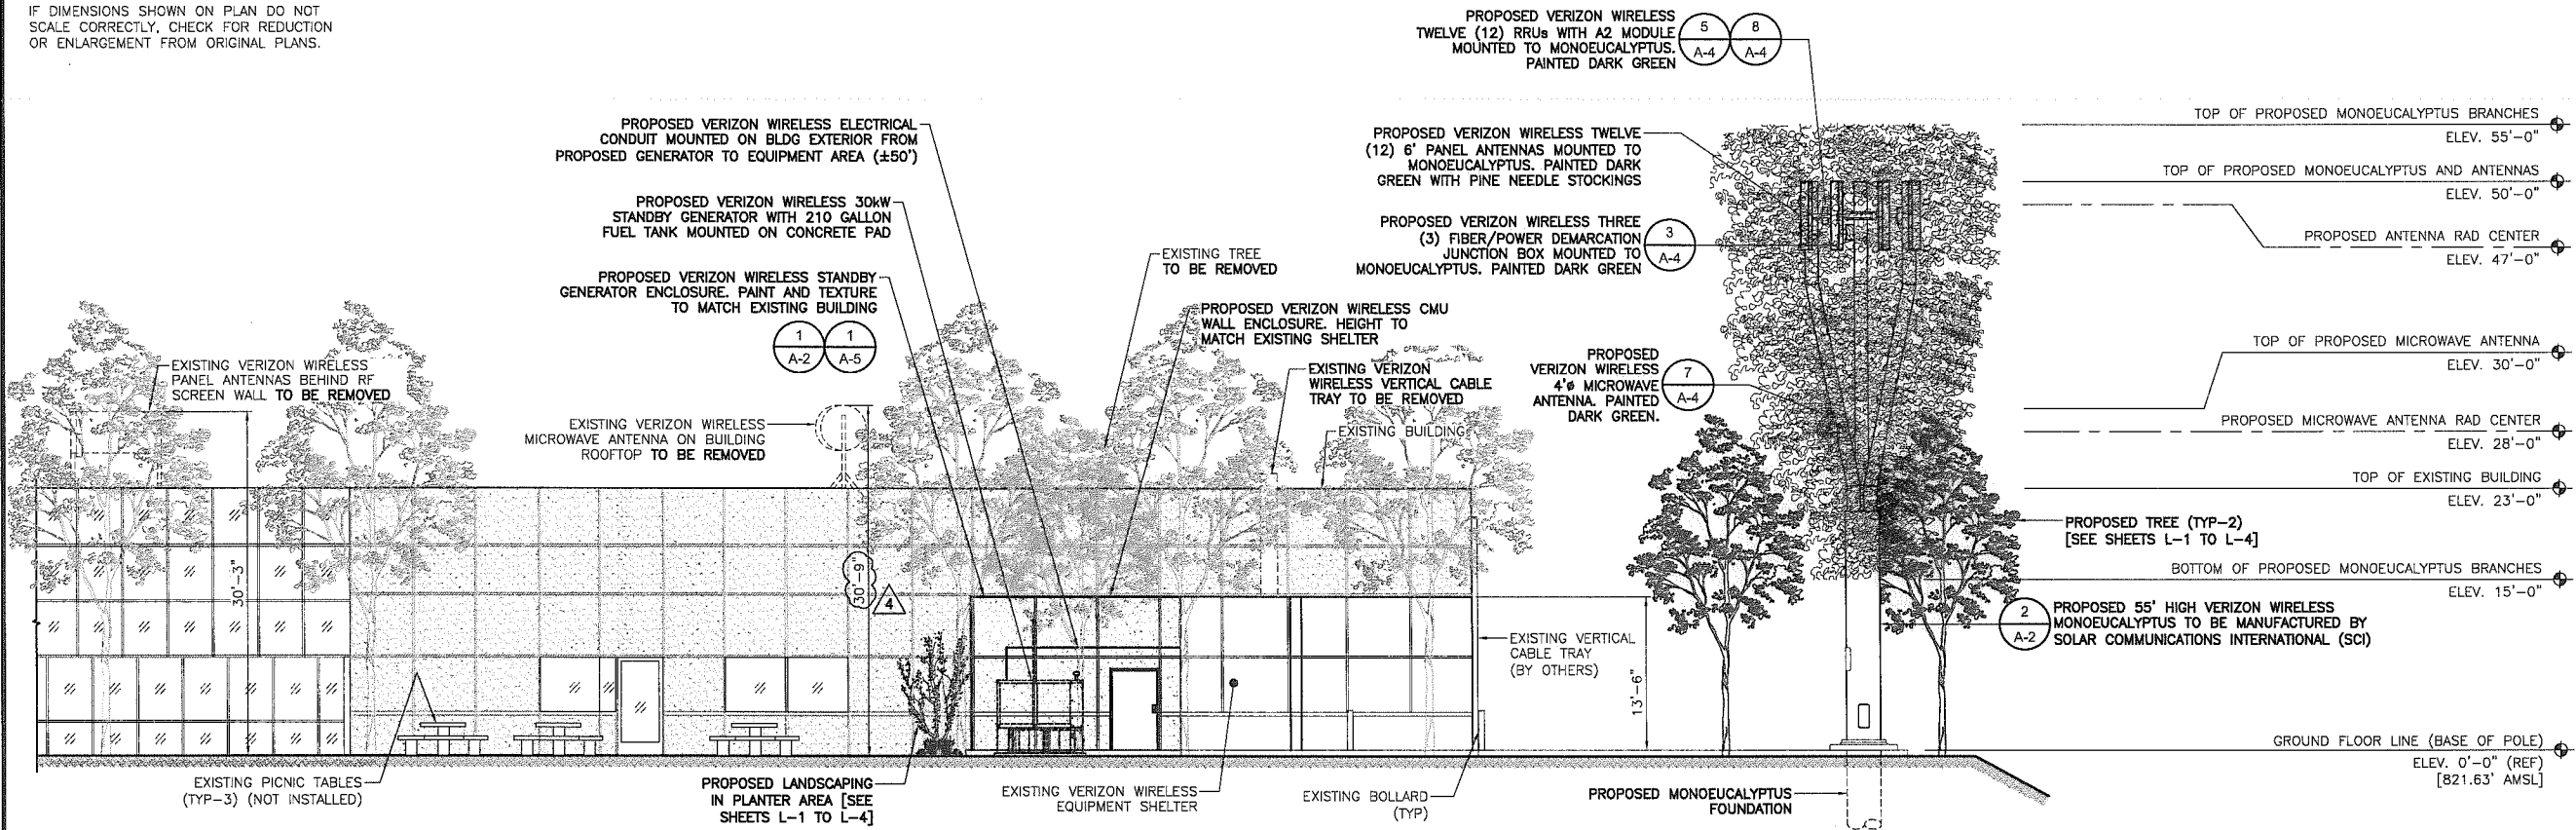 IF DIMENSIONS SHOWN ON PLAN DO NOT
SCALE CORRECTLY, CHECK FOR REDUCTION
OR ENLARGEMENT FROM ORIGINAL PLANS.
PROPOSED VERIZON WIRELESS
TWELVE (12) RRUs WITH A2 MODULE
MOUNTED TO MONOEUCALYPTUS.
PAINTED DARK GREEN
5
A-4
8
A-4
PROPOSED VERIZON WIRELESS ELECTRICAL
CONDUIT MOUNTED ON BLDG EXTERIOR FROM
PROPOSED GENERATOR TO EQUIPMENT AREA (±50')
PROPOSED VERIZON WIRELESS 30kW
STANDBY GENERATOR WITH 210 GALLON
FUEL TANK MOUNTED ON CONCRETE PAD
PROPOSED VERIZON WIRELESS STANDBY
GENERATOR ENCLOSURE. PAINT AND TEXTURE
TO MATCH EXISTING BUILDING
1
A-2
1
A-5
PROPOSED VERIZON WIRELESS TWELVE
(12) 6' PANEL ANTENNAS MOUNTED TO
MONOEUCALYPTUS. PAINTED DARK
GREEN WITH PINE NEEDLE STOCKINGS
PROPOSED VERIZON WIRELESS THREE
(3) FIBER/POWER DEMARCATION
JUNCTION BOX MOUNTED TO
MONOEUCALYPTUS. PAINTED DARK GREEN
3
A-4
EXISTING TREE
TO BE REMOVED
PROPOSED VERIZON WIRELESS CMU
WALL ENCLOSURE. HEIGHT TO
MATCH EXISTING SHELTER
EXISTING VERIZON
WIRELESS VERTICAL CABLE
TRAY TO BE REMOVED
EXISTING BUILDING
PROPOSED
VERIZON WIRELESS
4'ø MICROWAVE
ANTENNA. PAINTED
DARK GREEN.
7
A-4
EXISTING VERIZON WIRELESS
PANEL ANTENNAS BEHIND RF
SCREEN WALL TO BE REMOVED
EXISTING VERIZON WIRELESS
MICROWAVE ANTENNA ON BUILDING
ROOFTOP TO BE REMOVED
TOP OF PROPOSED MONOEUCALYPTUS BRANCHES
ELEV. 55'-0"
TOP OF PROPOSED MONOEUCALYPTUS AND ANTENNAS
ELEV. 50'-0"
PROPOSED ANTENNA RAD CENTER
ELEV. 47'-0"
TOP OF PROPOSED MICROWAVE ANTENNA
ELEV. 30'-0"
PROPOSED MICROWAVE ANTENNA RAD CENTER
ELEV. 28'-0"
TOP OF EXISTING BUILDING
ELEV. 23'-0"
PROPOSED TREE (TYP-2)
[SEE SHEETS L-1 TO L-4]
BOTTOM OF PROPOSED MONOEUCALYPTUS BRANCHES
ELEV. 15'-0"
2
A-2
PROPOSED 55' HIGH VERIZON WIRELESS
MONOEUCALYPTUS TO BE MANUFACTURED BY
SOLAR COMMUNICATIONS INTERNATIONAL (SCI)
30'-3"
30'-9"
4
EXISTING VERTICAL
CABLE TRAY
(BY OTHERS)
13'-6"
GROUND FLOOR LINE (BASE OF POLE)
ELEV. 0'-0" (REF)
[821.63' AMSL]
EXISTING PICNIC TABLES
(TYP-3) (NOT INSTALLED)
PROPOSED LANDSCAPING
IN PLANTER AREA [SEE
SHEETS L-1 TO L-4]
EXISTING VERIZON WIRELESS
EQUIPMENT SHELTER
EXISTING BOLLARD
(TYP)
PROPOSED MONOEUCALYPTUS
FOUNDATION